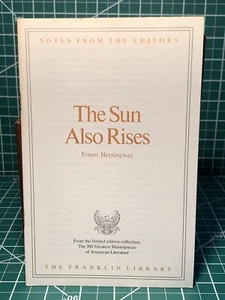 NOTES FROM THE EDITORS
The Sun
Also Rises
Ernest Hemingway
From the limited edition collection,
The 100 Greatest Masterpieces
of American Literature
THE FRANKLIN LIBRARY